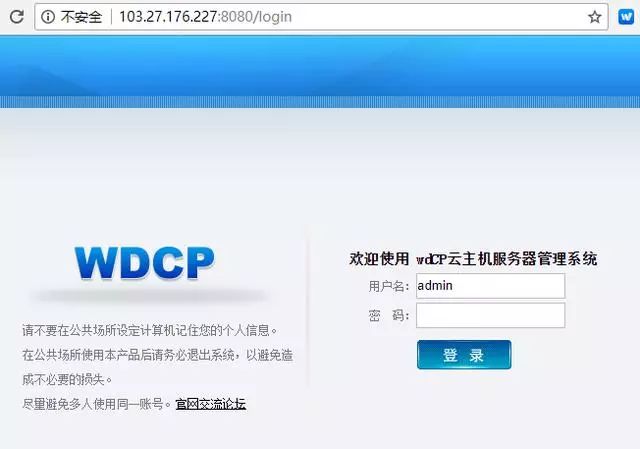 不安全 103.27.176.227:8080/login
WDCP
请不要在公共场所设定计算机记住您的个人信息。
在公共场所使用本产品后请务必退出系统，以避免造
成不必要的损失。
尽量避免多人使用同一账号。官网交流论坛
欢迎使用 wdCP云主机服务器管理系统
用户名: admin
密 码:
登 录